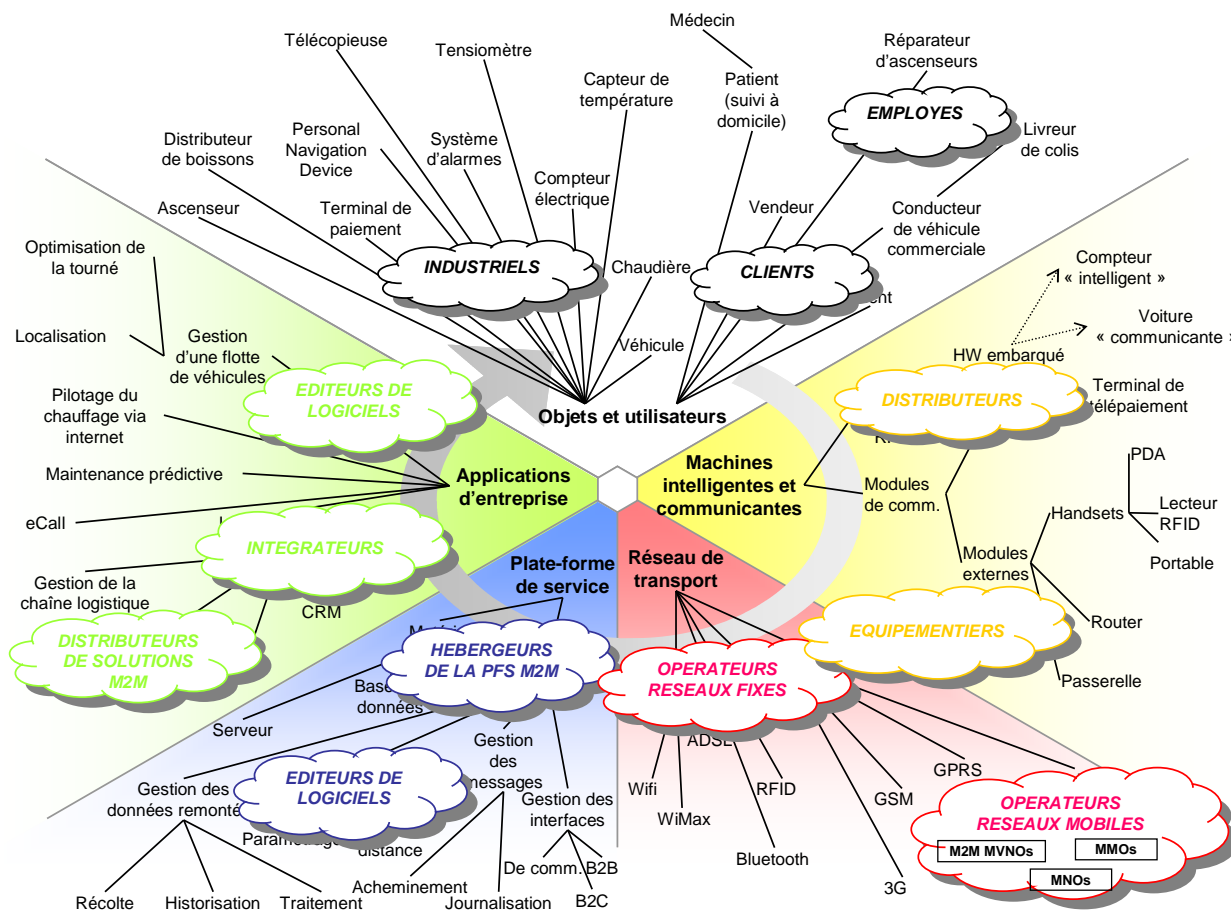 Télécopieuse
Tensiomètre
Médecin
Réparateur
d'ascenseurs
Capteur de
température
Patient
(suivi à
domicile)
EMPLOYES
Livreur
de colis
Distributeur
de boissons
Personal
Navigation
Device
Système
d'alarmes
Compteur
électrique
Ascenseur
Terminal de
paiement
Vendeur
Conducteur
de véhicule
commerciale
INDUSTRIELS
CLIENTS
Chaudière
Véhicule
Objets et utilisateurs
Optimisation de
la tourné
Localisation
Gestion
d'une flotte
de véhicules
EDITEURS DE
LOGICIELS
Pilotage du
chauffage via
internet
Maintenance prédictive
Applications
d'entreprise
eCall
INTEGRATEURS
Gestion de la
chaîne logistique
CRM
DISTRIBUTEURS
DE SOLUTIONS
M2M
Compteur
« intelligent »
Voiture
« communicante »
HW embarqué
DISTRIBUTEURS
Terminal de
télépaiement
Machines
intelligentes et
communicantes
Modules
de comm.
PDA
Handsets
Lecteur
RFID
Portable
Modules
externes
EQUIPEMENTIERS
Router
Passerelle
Plate-forme
de service
HEBERGEURS
DE LA PFS M2M
Base
données
Serveur
Gestion
des
messages
EDITEURS DE
LOGICIELS
Gestion des
données remonté
distance
Gestion des
interfaces
De comm.
B2B
B2C
Acheminement
Journalisation
Récolte
Historisation
Traitement
Réseau de
transport
OPERATEURS
RESEAUX FIXES
ADSL
Wifi
WiMax
RFID
Bluetooth
GSM
GPRS
3G
OPERATEURS
RESEAUX MOBILES
M2M MVNOs
MMOs
MNOs